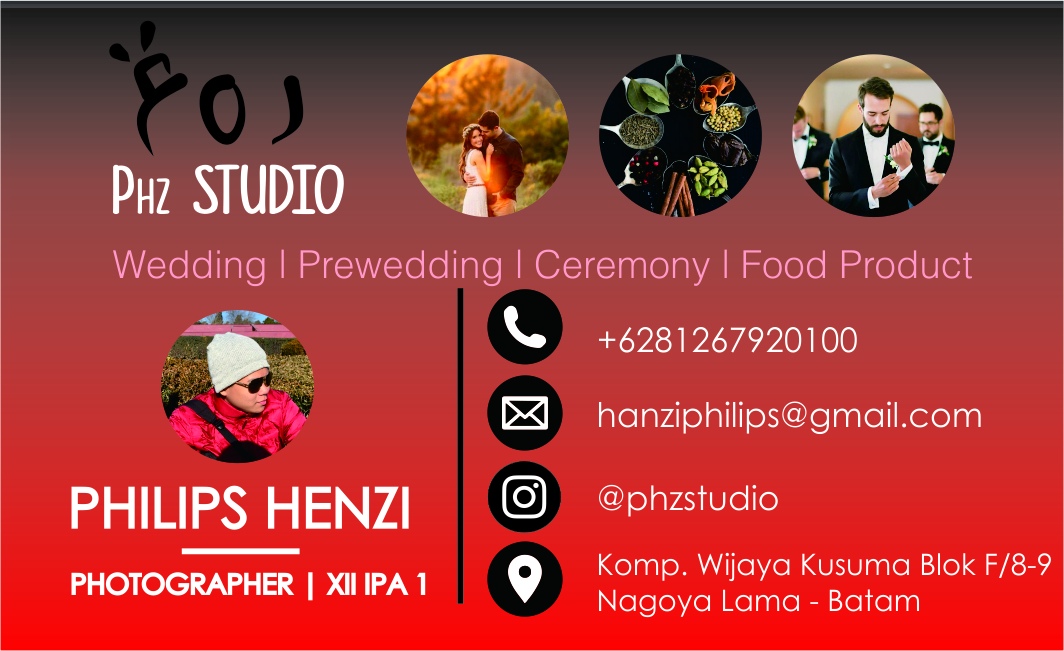 PHZ STUDIO
Wedding | Prewedding | Ceremony | Food Product
+6281267920100
hanziphilips@gmail.com
@phzstudio
Komp. Wijaya Kusuma Blok F/8-9
Nagoya Lama - Batam
PHILIPS HENZI
PHOTOGRAPHER | XII IPA 1